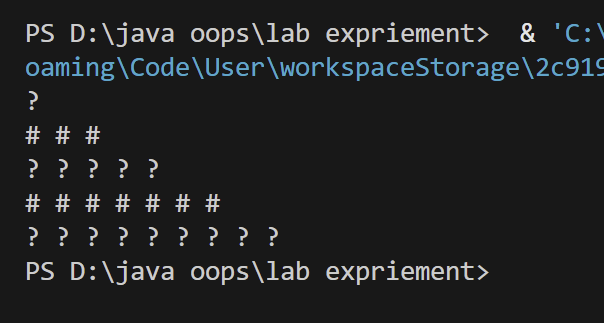 PS D:\java oops\lab expriement>  & 'C:\
oaming\Code\User\workspaceStorage\2c919
?
# # #
? ? ? ? ?
# # # # # # #
? ? ? ? ? ? ? ? ?
PS D:\java oops\lab expriement>